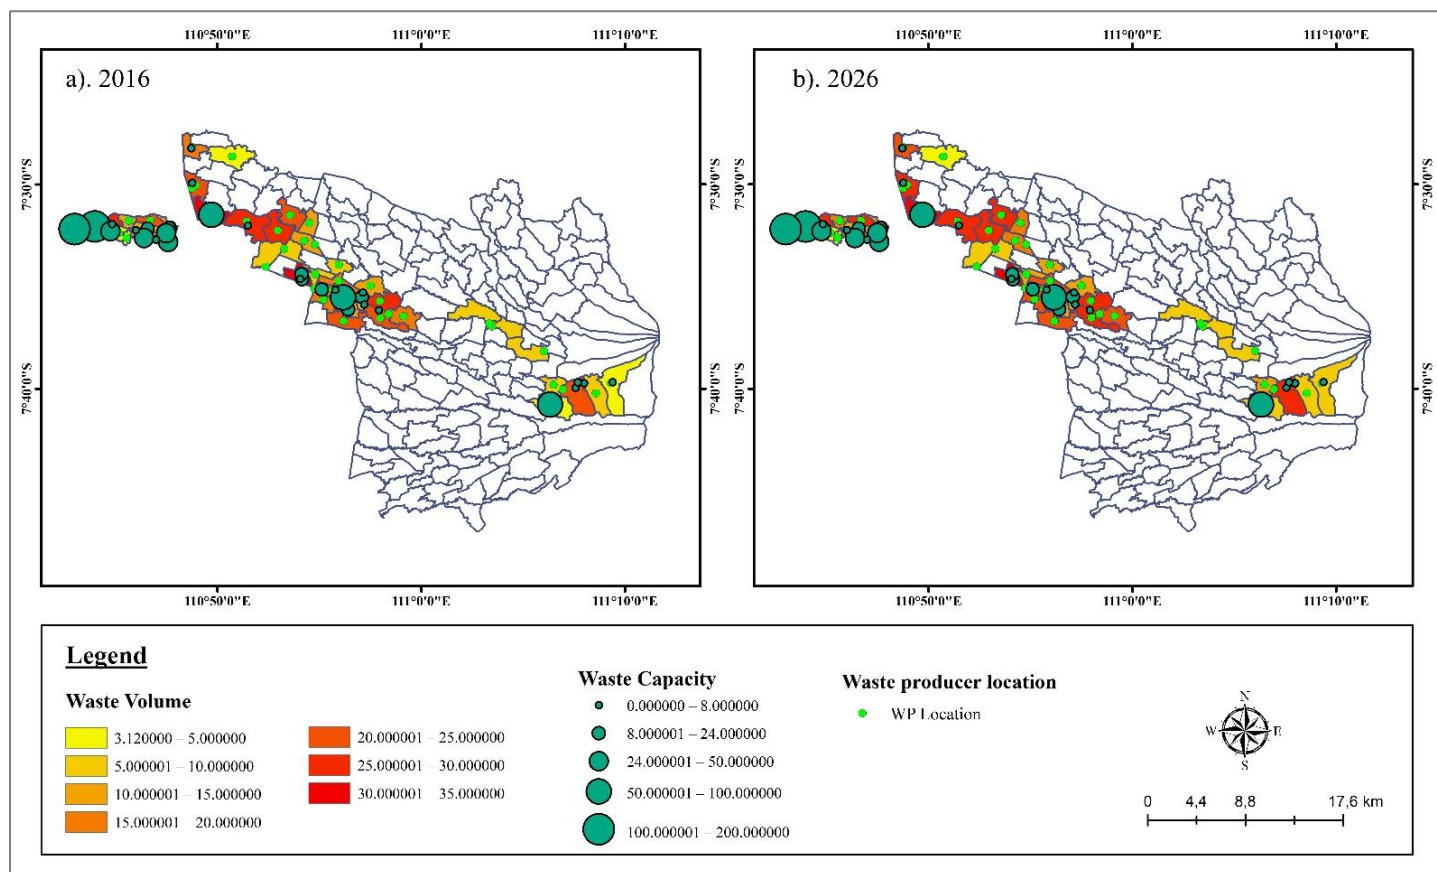 110°50'0"E 111°0'0"E 111°10'0"E 110°50'0"E 111°0'0"E 111°10'0"E
a). 2016
b). 2026
7°30'0"S 7°30'0"S 7°30'0"S 7°30'0"S
7°40'0"S 7°40'0"S 7°40'0"S 7°40'0"S
110°50'0"E 111°0'0"E 111°10'0"E 110°50'0"E 111°0'0"E 111°10'0"E
Legend
Waste Volume
3.120000 – 5.000000
5.000001 – 10.000000
10.000001 – 15.000000
15.000001 – 20.000000
20.000001 – 25.000000
25.000001 – 30.000000
30.000001 – 35.000000
Waste Capacity
0.000000 – 8.000000
8.000001 – 24.000000
24.000001 – 50.000000
50.000001 – 100.000000
100.000001 – 200.000000
Waste producer location
WP Location
N
W E
S
0 4,4 8,8 17,6 km